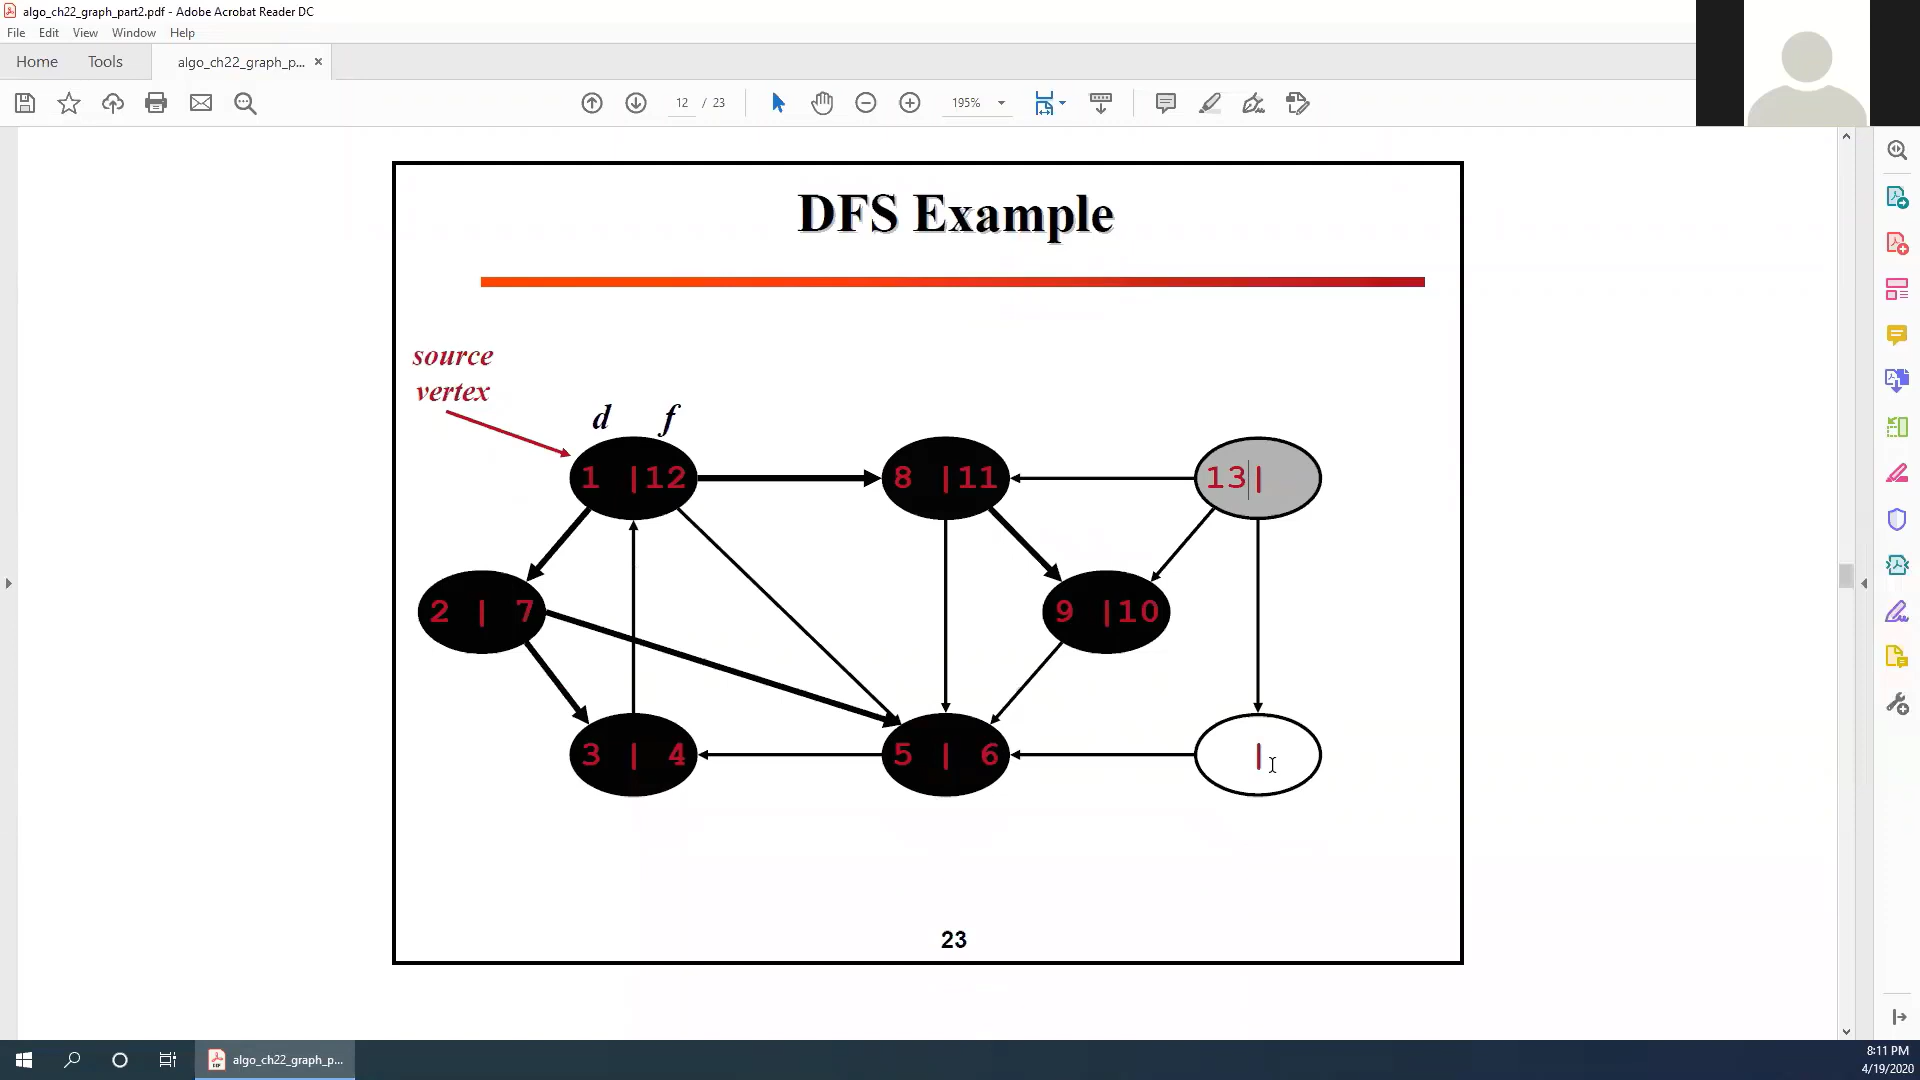 algo_ch22_graph_part2.pdf - Adobe Acrobat Reader DC
File Edit View Window Help
Home Tools algo_ch22_graph_p... ×
12 / 23 195%
DFS Example
source
vertex
d f
1 |12 8 |11 13|
2 | 7 9 |10
3 | 4 5 | 6 |
23
algo_ch22_graph_p...
8:11 PM
4/19/2020